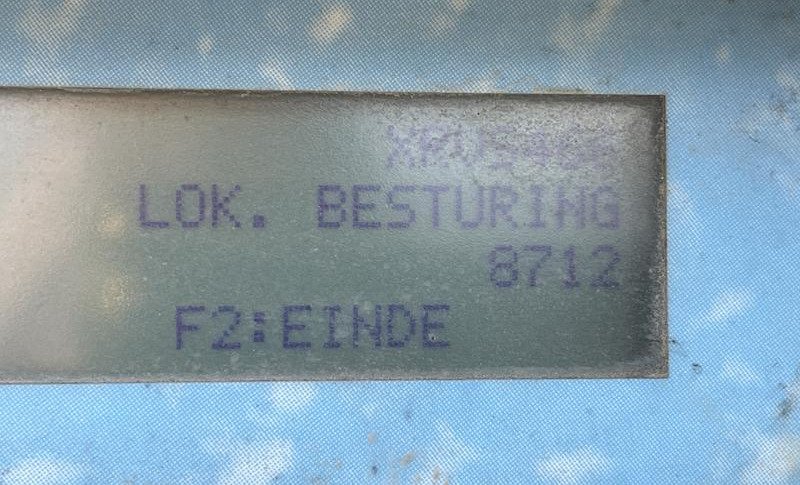 LOK. BESTURING
8712
F2:EINDE